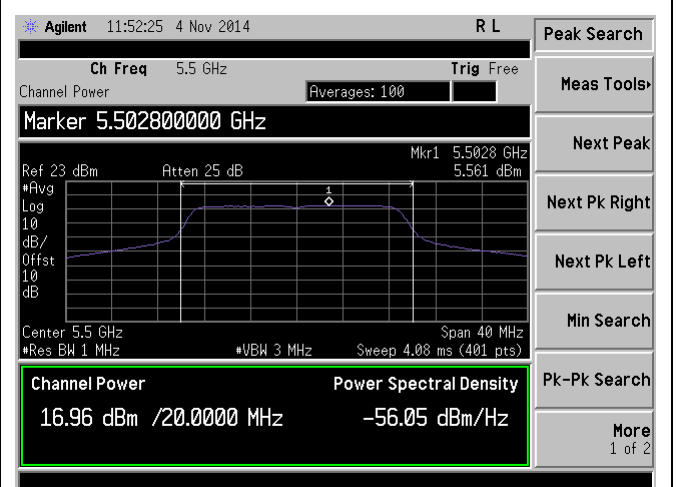 Agilent 11:52:25 4 Nov 2014 R L
Ch Freq 5.5 GHz Trig Free
Channel Power Averages: 100
Marker 5.502800000 GHz
Mkr1 5.5028 GHz
Ref 23 dBm Atten 25 dB 5.561 dBm
#Avg
Log
10
dB/
Offst
10
dB
1
Center 5.5 GHz Span 40 MHz
#Res BW 1 MHz #VBW 3 MHz Sweep 4.08 ms (401 pts)
Channel Power Power Spectral Density
16.96 dBm /20.0000 MHz -56.05 dBm/Hz
Peak Search
Meas Tools
Next Peak
Next Pk Right
Next Pk Left
Min Search
Pk-Pk Search
More
1 of 2